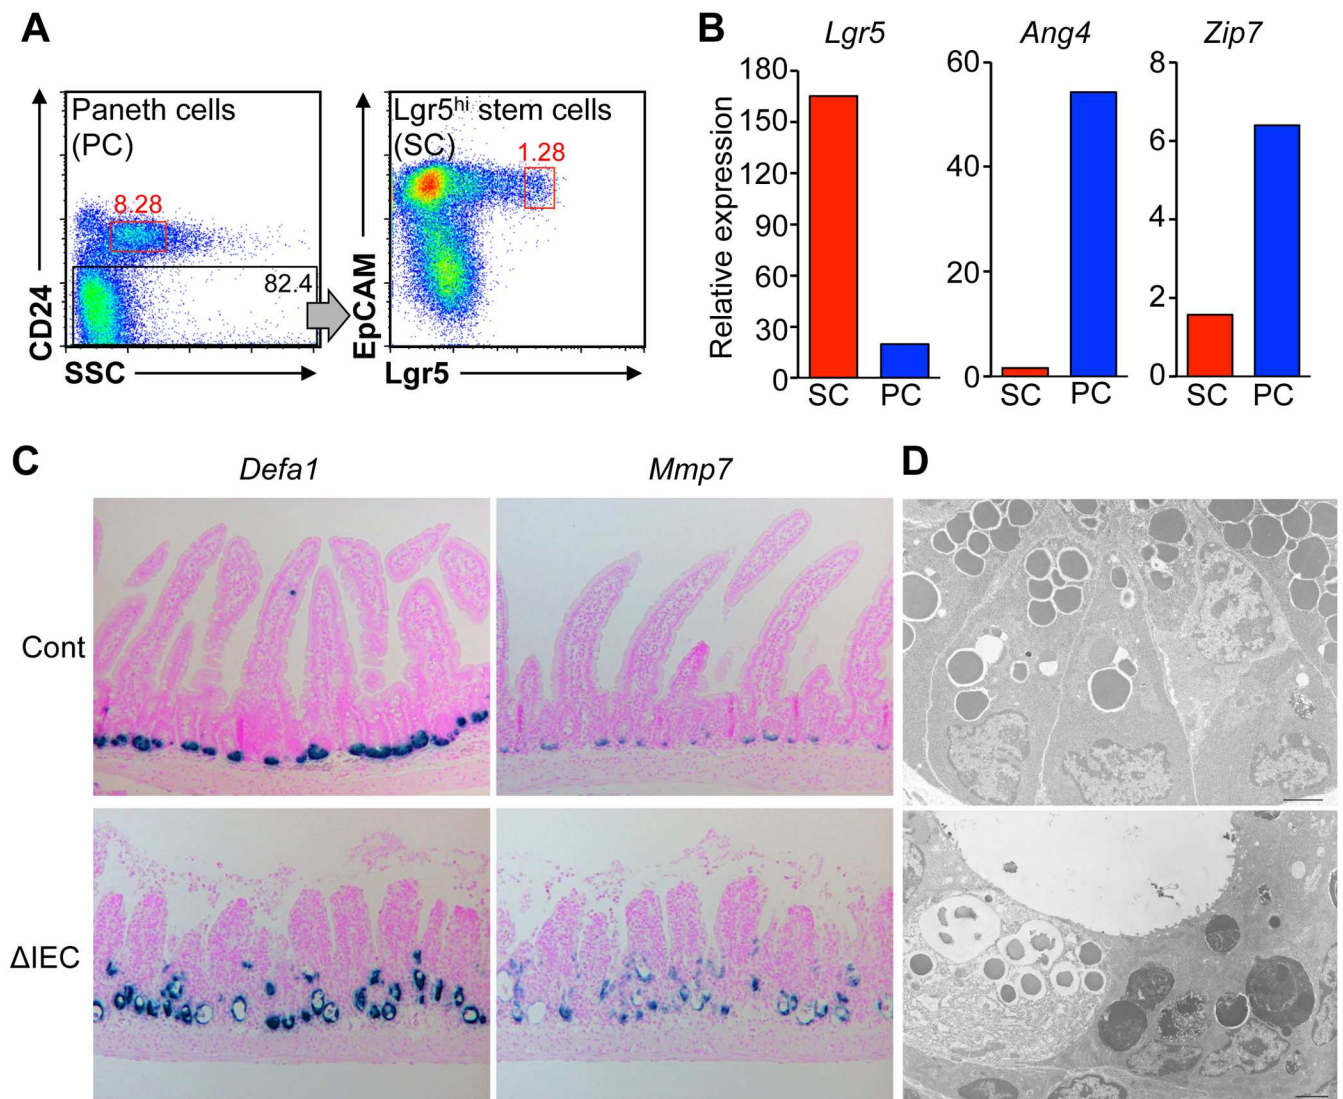 A
Paneth cells
(PC)
8.28
82.4
CD24
SSC
Lgr5hi stem cells
(SC)
1.28
EpCAM
Lgr5
B
Lgr5
Ang4
Zip7
Relative expression
180
150
120
90
60
30
0
SC PC
60
40
20
0
SC PC
8
6
4
2
0
SC PC
C
Defa1
Mmp7
Cont
ΔIEC
D